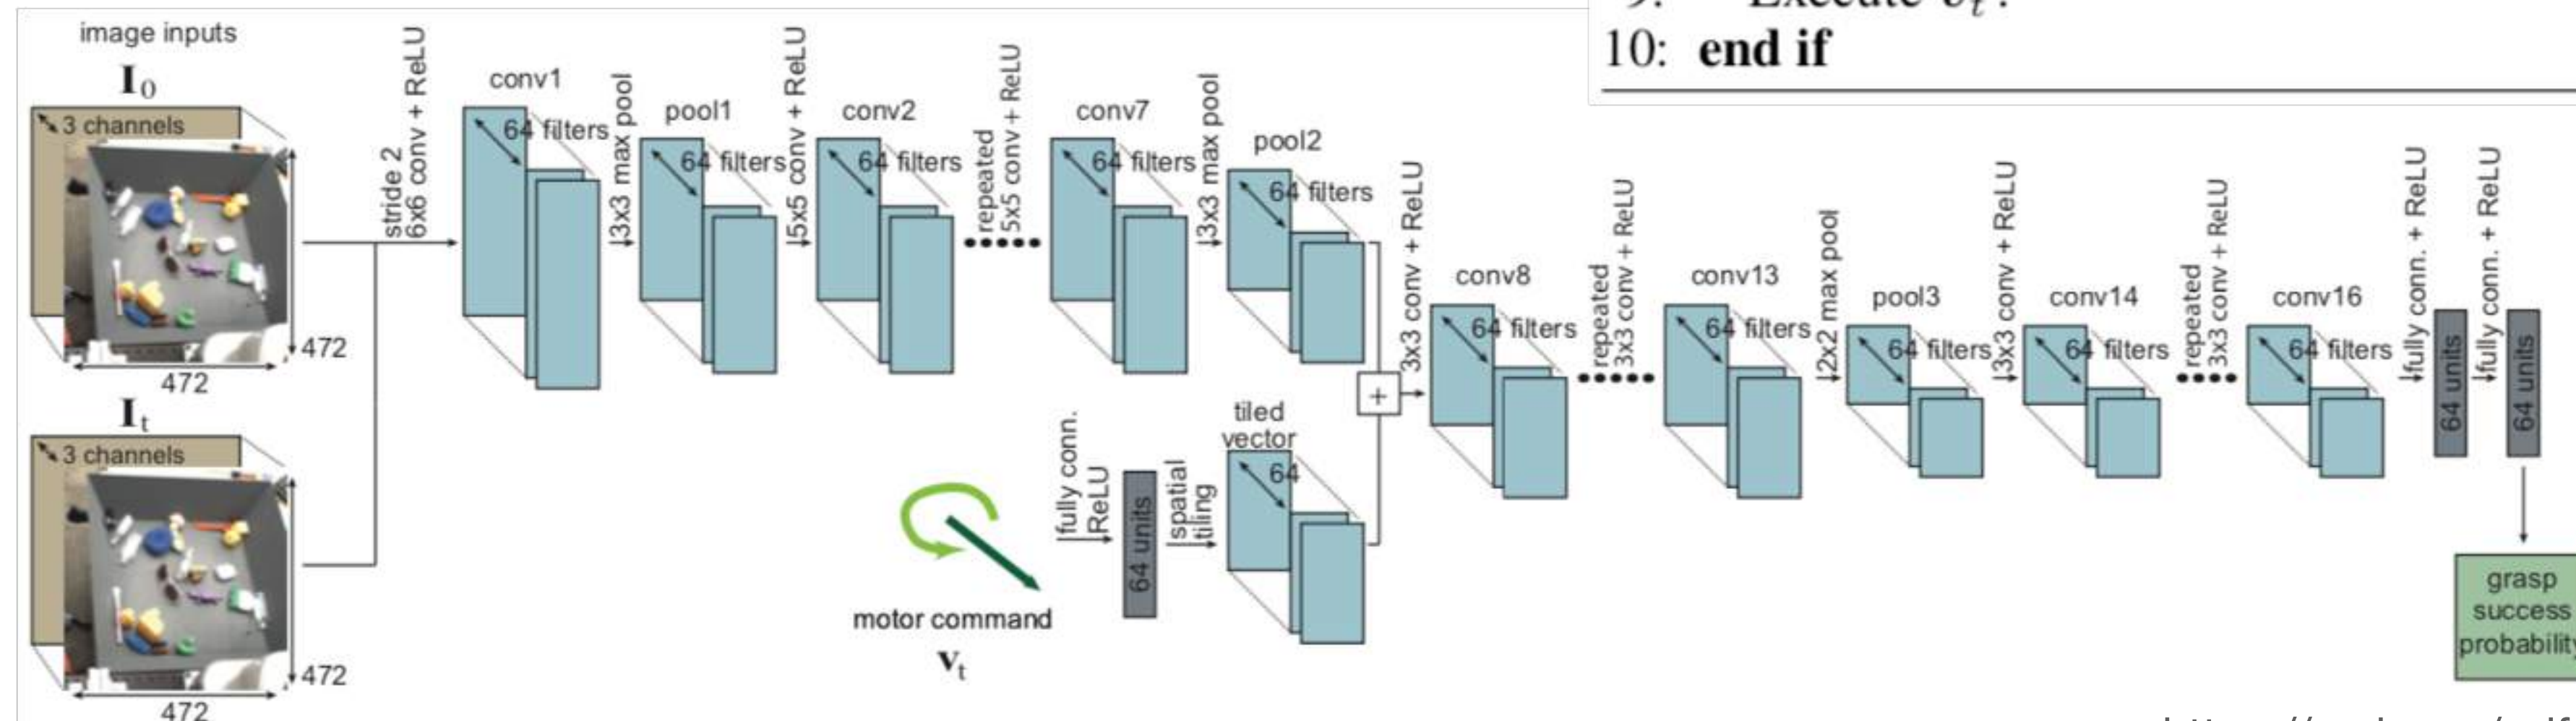 9: Execute
10: end if
image inputs
I0
3 channels
472
472
It
3 channels
472
472
stride 2
6x6 conv + ReLU
conv1
64 filters
3x3 max pool
pool1
64 filters
5x5 conv + ReLU
conv2
64 filters
repeated
5x5 conv + ReLU
conv7
64 filters
3x3 max pool
pool2
64 filters
motor command
vt
fully conn.
ReLU
64 units
spatial
tiling
tiled
vector
64
+
3x3 conv + ReLU
conv8
64 filters
repeated
3x3 conv + ReLU
conv13
64 filters
2x2 max pool
pool3
64 filters
3x3 conv + ReLU
conv14
64 filters
repeated
3x3 conv + ReLU
conv16
64 filters
fully conn. + ReLU
64 units
fully conn. + ReLU
64 units
grasp
success
probability